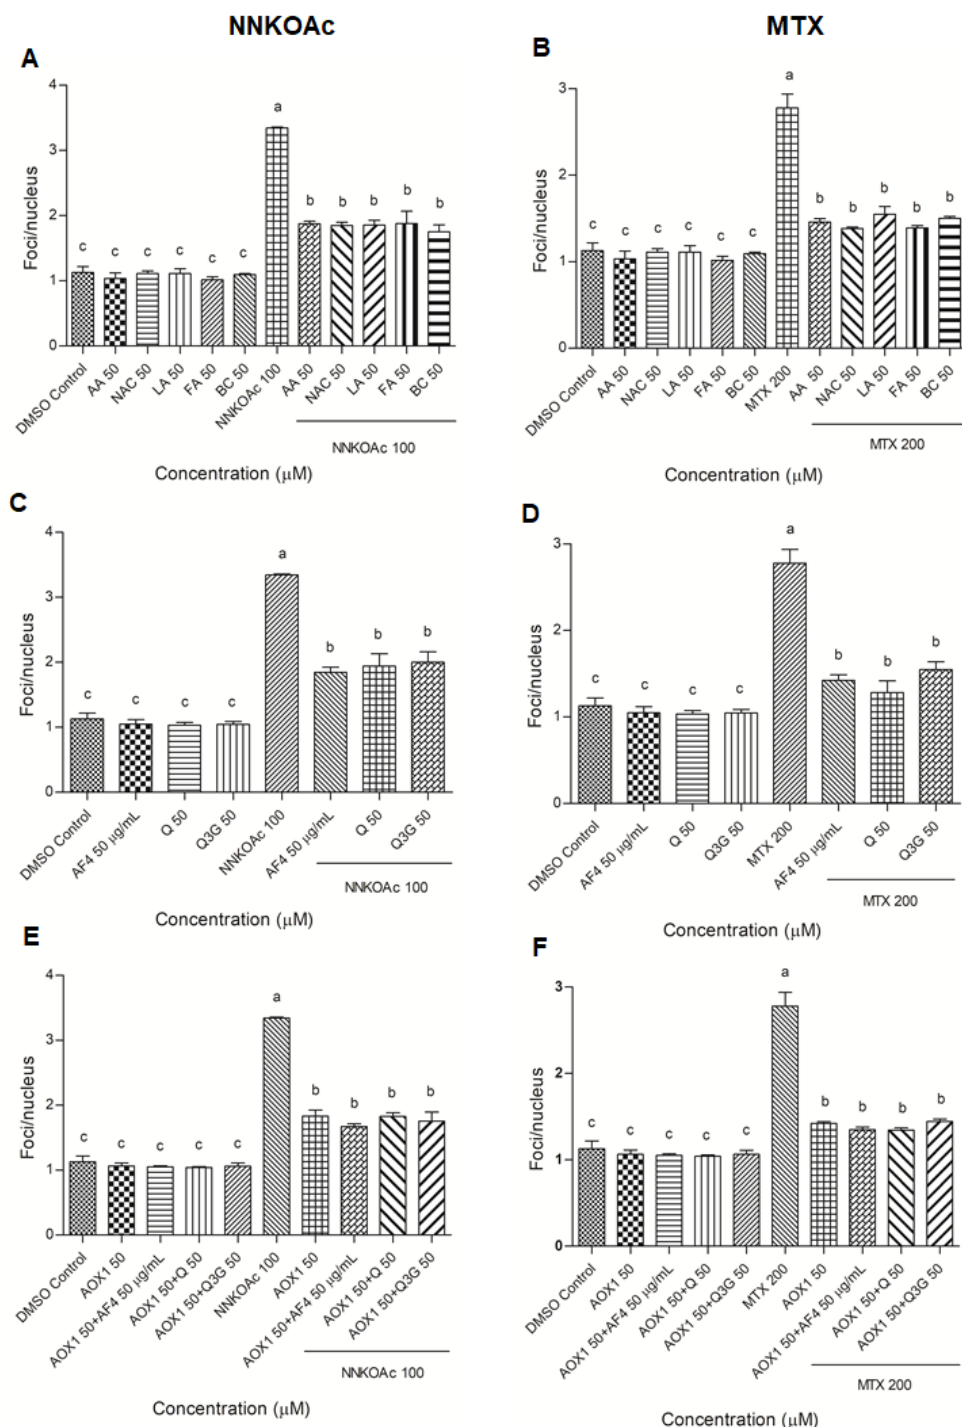 NNKOAc
MTX
A
Foci/nucleus
4
3
2
1
0
c c c c c c a b b b b b
DMSO Control
AA 50
NAC 50
LA 50
FA 50
BC 50
NNKOAc 100
AA 50
NAC 50
LA 50
FA 50
BC 50
NNKOAc 100
Concentration (μM)
B
Foci/nucleus
3
2
1
0
c c c c c c a b b b b b
DMSO Control
AA 50
NAC 50
LA 50
FA 50
BC 50
MTX 200
AA 50
NAC 50
LA 50
FA 50
BC 50
MTX 200
Concentration (μM)
C
Foci/nucleus
4
3
2
1
0
c c c c a b b b
DMSO Control
AF4 50 μg/mL
Q 50
Q3G 50
NNKOAc 100
AF4 50 μg/mL
Q 50
Q3G 50
NNKOAc 100
Concentration (μM)
D
Foci/nucleus
3
2
1
0
c c c c a b b b
DMSO Control
AF4 50 μg/mL
Q 50
Q3G 50
MTX 200
AF4 50 μg/mL
Q 50
Q3G 50
MTX 200
Concentration (μM)
E
Foci/nucleus
4
3
2
1
0
c c c c c a b b b b
DMSO Control
AOX1 50
AOX1 50+AF4 50 μg/mL
AOX1 50+Q 50
AOX1 50+Q3G 50
NNKOAc 100
AOX1 50
AOX1 50+AF4 50 μg/mL
AOX1 50+Q 50
AOX1 50+Q3G 50
NNKOAc 100
Concentration (μM)
F
Foci/nucleus
3
2
1
0
c c c c c a b b b b
DMSO Control
AOX1 50
AOX1 50+AF4 50 μg/mL
AOX1 50+Q 50
AOX1 50+Q3G 50
MTX 200
AOX1 50
AOX1 50+AF4 50 μg/mL
AOX1 50+Q 50
AOX1 50+Q3G 50
MTX 200
Concentration (μM)